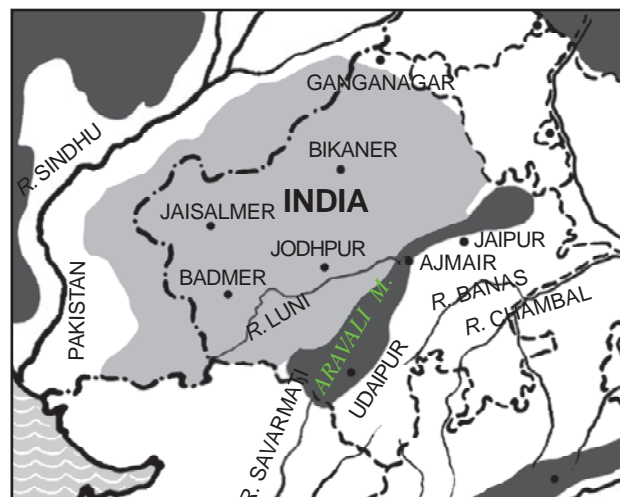 GANGANAGAR
R. SINDHU
BIKANER
INDIA
JAISALMER
JODHPUR
JAIPUR
AJMAIR
BADMER
PAKISTAN
R. LUNI
ARAVALI M.
R. BANAS
R. CHAMBAL
UDAIPUR
R. SAVARMATI